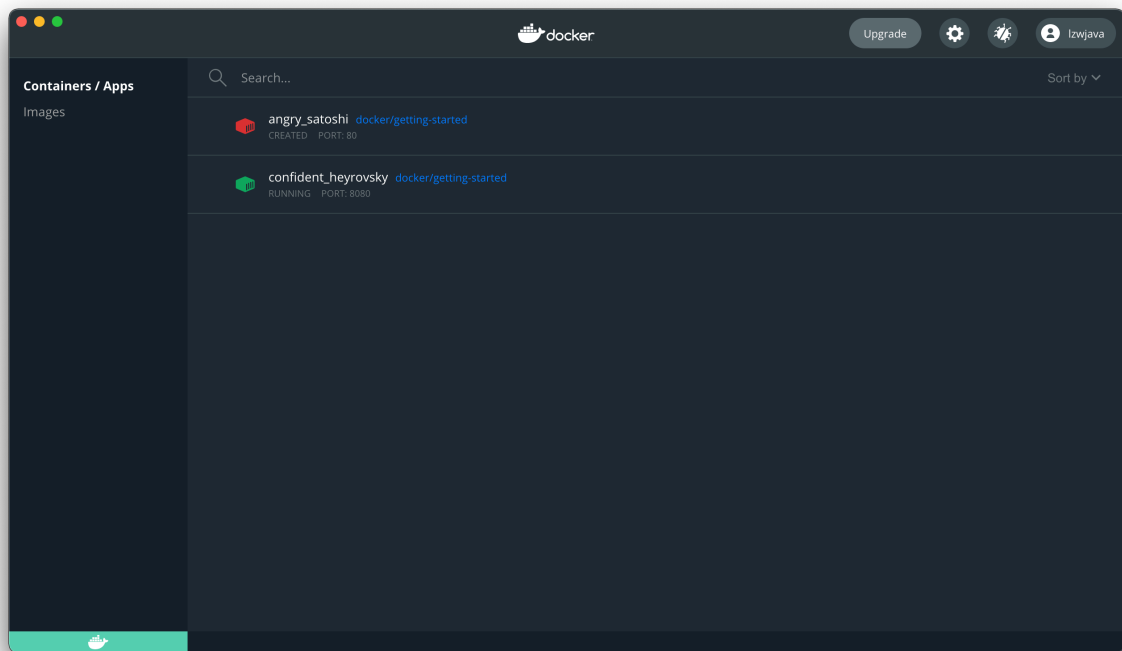 docker
Upgrade
lzwjava
Containers / Apps
Images
Search...
Sort by
angry_satoshi docker/getting-started
CREATED PORT: 80
confident_heyrovsky docker/getting-started
RUNNING PORT: 8080